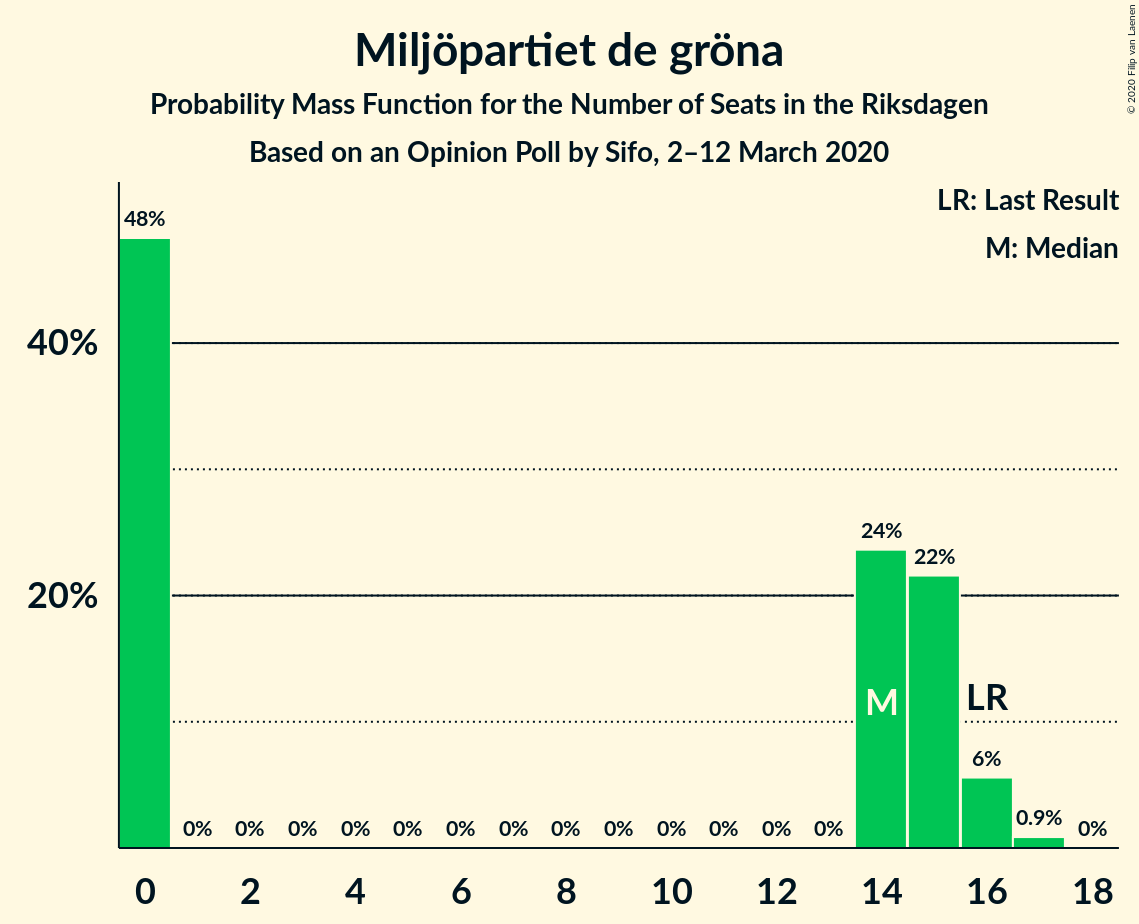 Miljöpartiet de gröna
Probability Mass Function for the Number of Seats in the Riksdagen
Based on an Opinion Poll by Sifo, 2–12 March 2020
© 2020 Filip van Laenen
LR: Last Result
M: Median
48%
40%
24%
22%
20%
M
LR
6%
0% 0% 0% 0% 0% 0% 0% 0% 0% 0% 0% 0% 0% 0.9% 0%
0 2 4 6 8 10 12 14 16 18